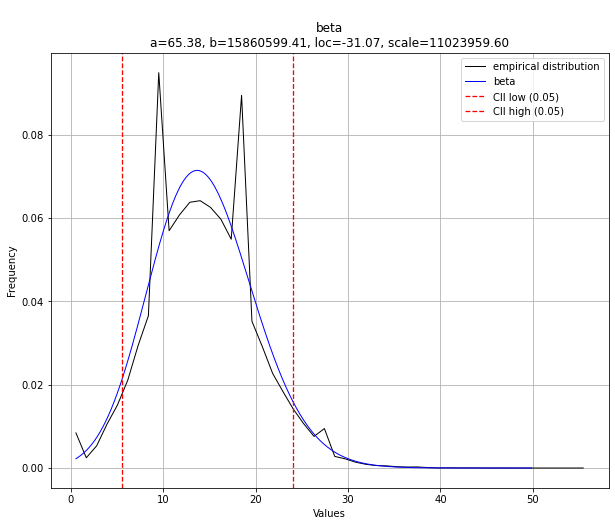 beta
a=65.38, b=15860599.41, loc=-31.07, scale=11023959.60
empirical distribution
beta
CII low (0.05)
CII high (0.05)
Frequency
0.08
0.06
0.04
0.02
0.00
0
10
20
30
40
50
Values